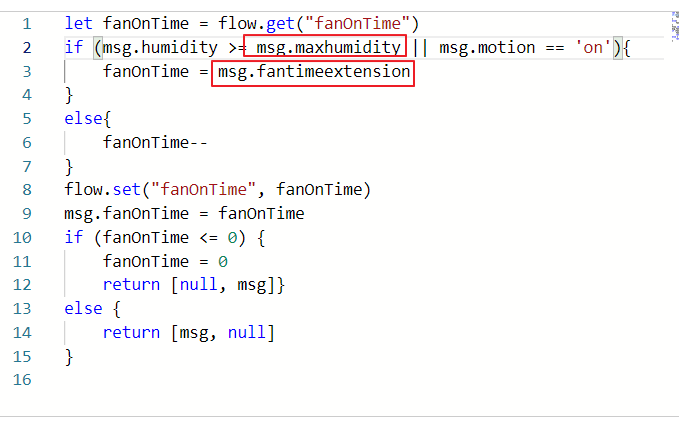 1 let fanOnTime = flow.get("fanOnTime")
2 if (msg.humidity >= msg.maxhumidity || msg.motion == 'on'){
3 fanOnTime = msg.fantimeextension
4 }
5 else{
6 fanOnTime--
7 }
8 flow.set("fanOnTime", fanOnTime)
9 msg.fanOnTime = fanOnTime
10 if (fanOnTime <= 0) {
11 fanOnTime = 0
12 return [null, msg]}
13 else {
14 return [msg, null]
15 }
16